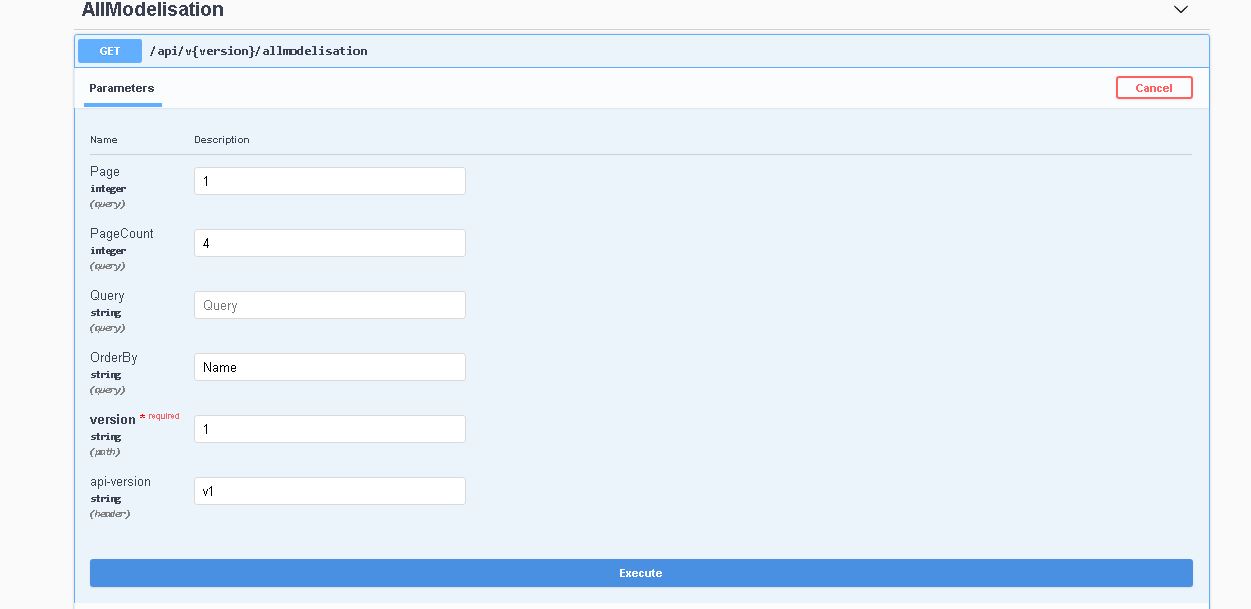 AllModelisation
GET /api/v{version}/allmodelisation
Parameters
Cancel
Name Description
Page
integer
(query)
1
PageCount
integer
(query)
4
Query
string
(query)
Query
OrderBy
string
(query)
Name
version * required
string
(path)
1
api-version
string
(header)
v1
Execute